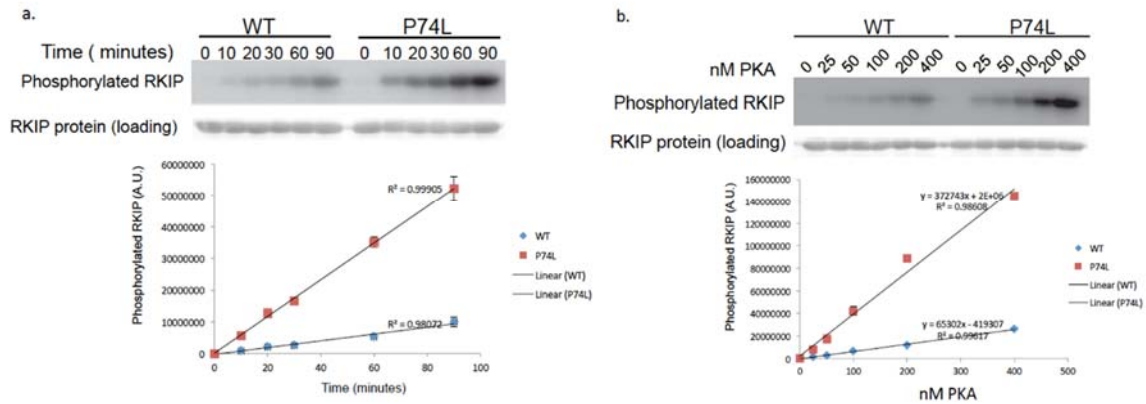 a.
WT P74L
Time ( minutes) 0 10 20 30 60 90 0 10 20 30 60 90
Phosphorylated RKIP
RKIP protein (loading)
60000000
50000000
40000000
30000000
20000000
10000000
0
Phosphorylated RKIP (A.U.)
R² = 0.99905
R² = 0.98072
0 20 40 60 80 100
Time (minutes)
WT
P74L
Linear (WT)
Linear (P74L)
b.
WT P74L
nM PKA 0 25 50 100 200 400 0 25 50 100 200 400
Phosphorylated RKIP
RKIP protein (loading)
160000000
140000000
120000000
100000000
80000000
60000000
40000000
20000000
0
Phosphorylated RKIP (A.U.)
y = 372743x + 2E+06
R² = 0.98608
y = 65302x - 419307
R² = 0.99617
0 100 200 300 400 500
nM PKA
WT
P74L
Linear (WT)
Linear (P74L)